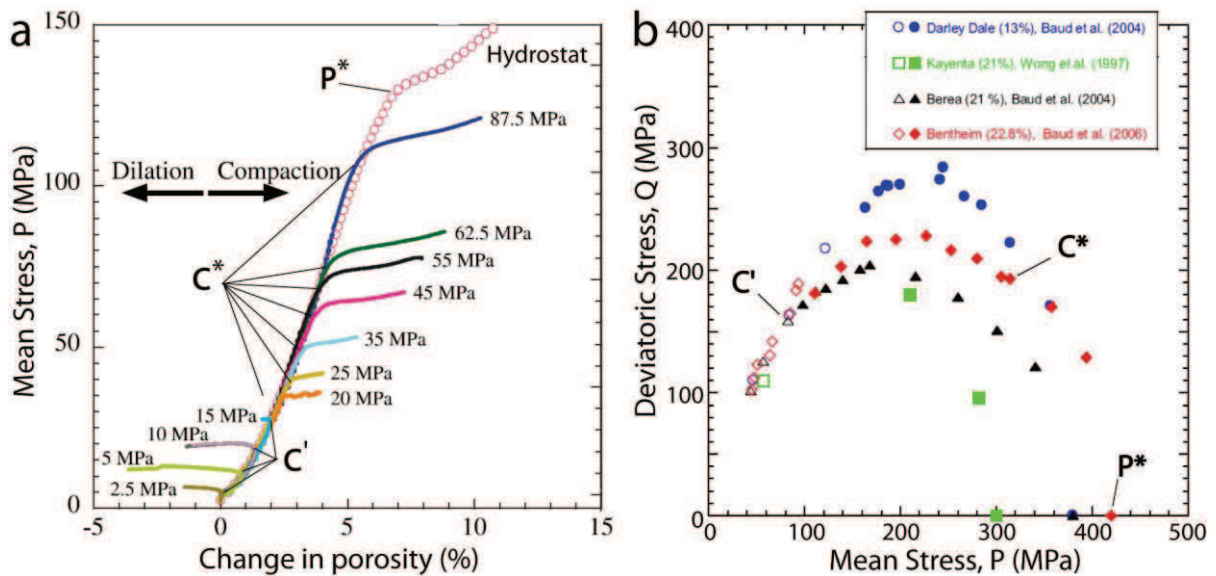 a
150
100
50
0
Mean Stress, P (MPa)
P*
Hydrostat
87.5 MPa
Dilation
Compaction
62.5 MPa
C*
55 MPa
45 MPa
35 MPa
25 MPa
20 MPa
15 MPa
10 MPa
C'
5 MPa
2.5 MPa
-5 0 5 10 15
Change in porosity (%)
b
400
300
200
100
0
Deviatoric Stress, Q (MPa)
Darley Dale (13%), Baud et al. (2004)
Kayenta (21%), Wong et al. (1997)
Berea (21 %), Baud et al. (2004)
Bentheim (22.8%), Baud et al. (2006)
C*
C'
P*
0 100 200 300 400 500
Mean Stress, P (MPa)